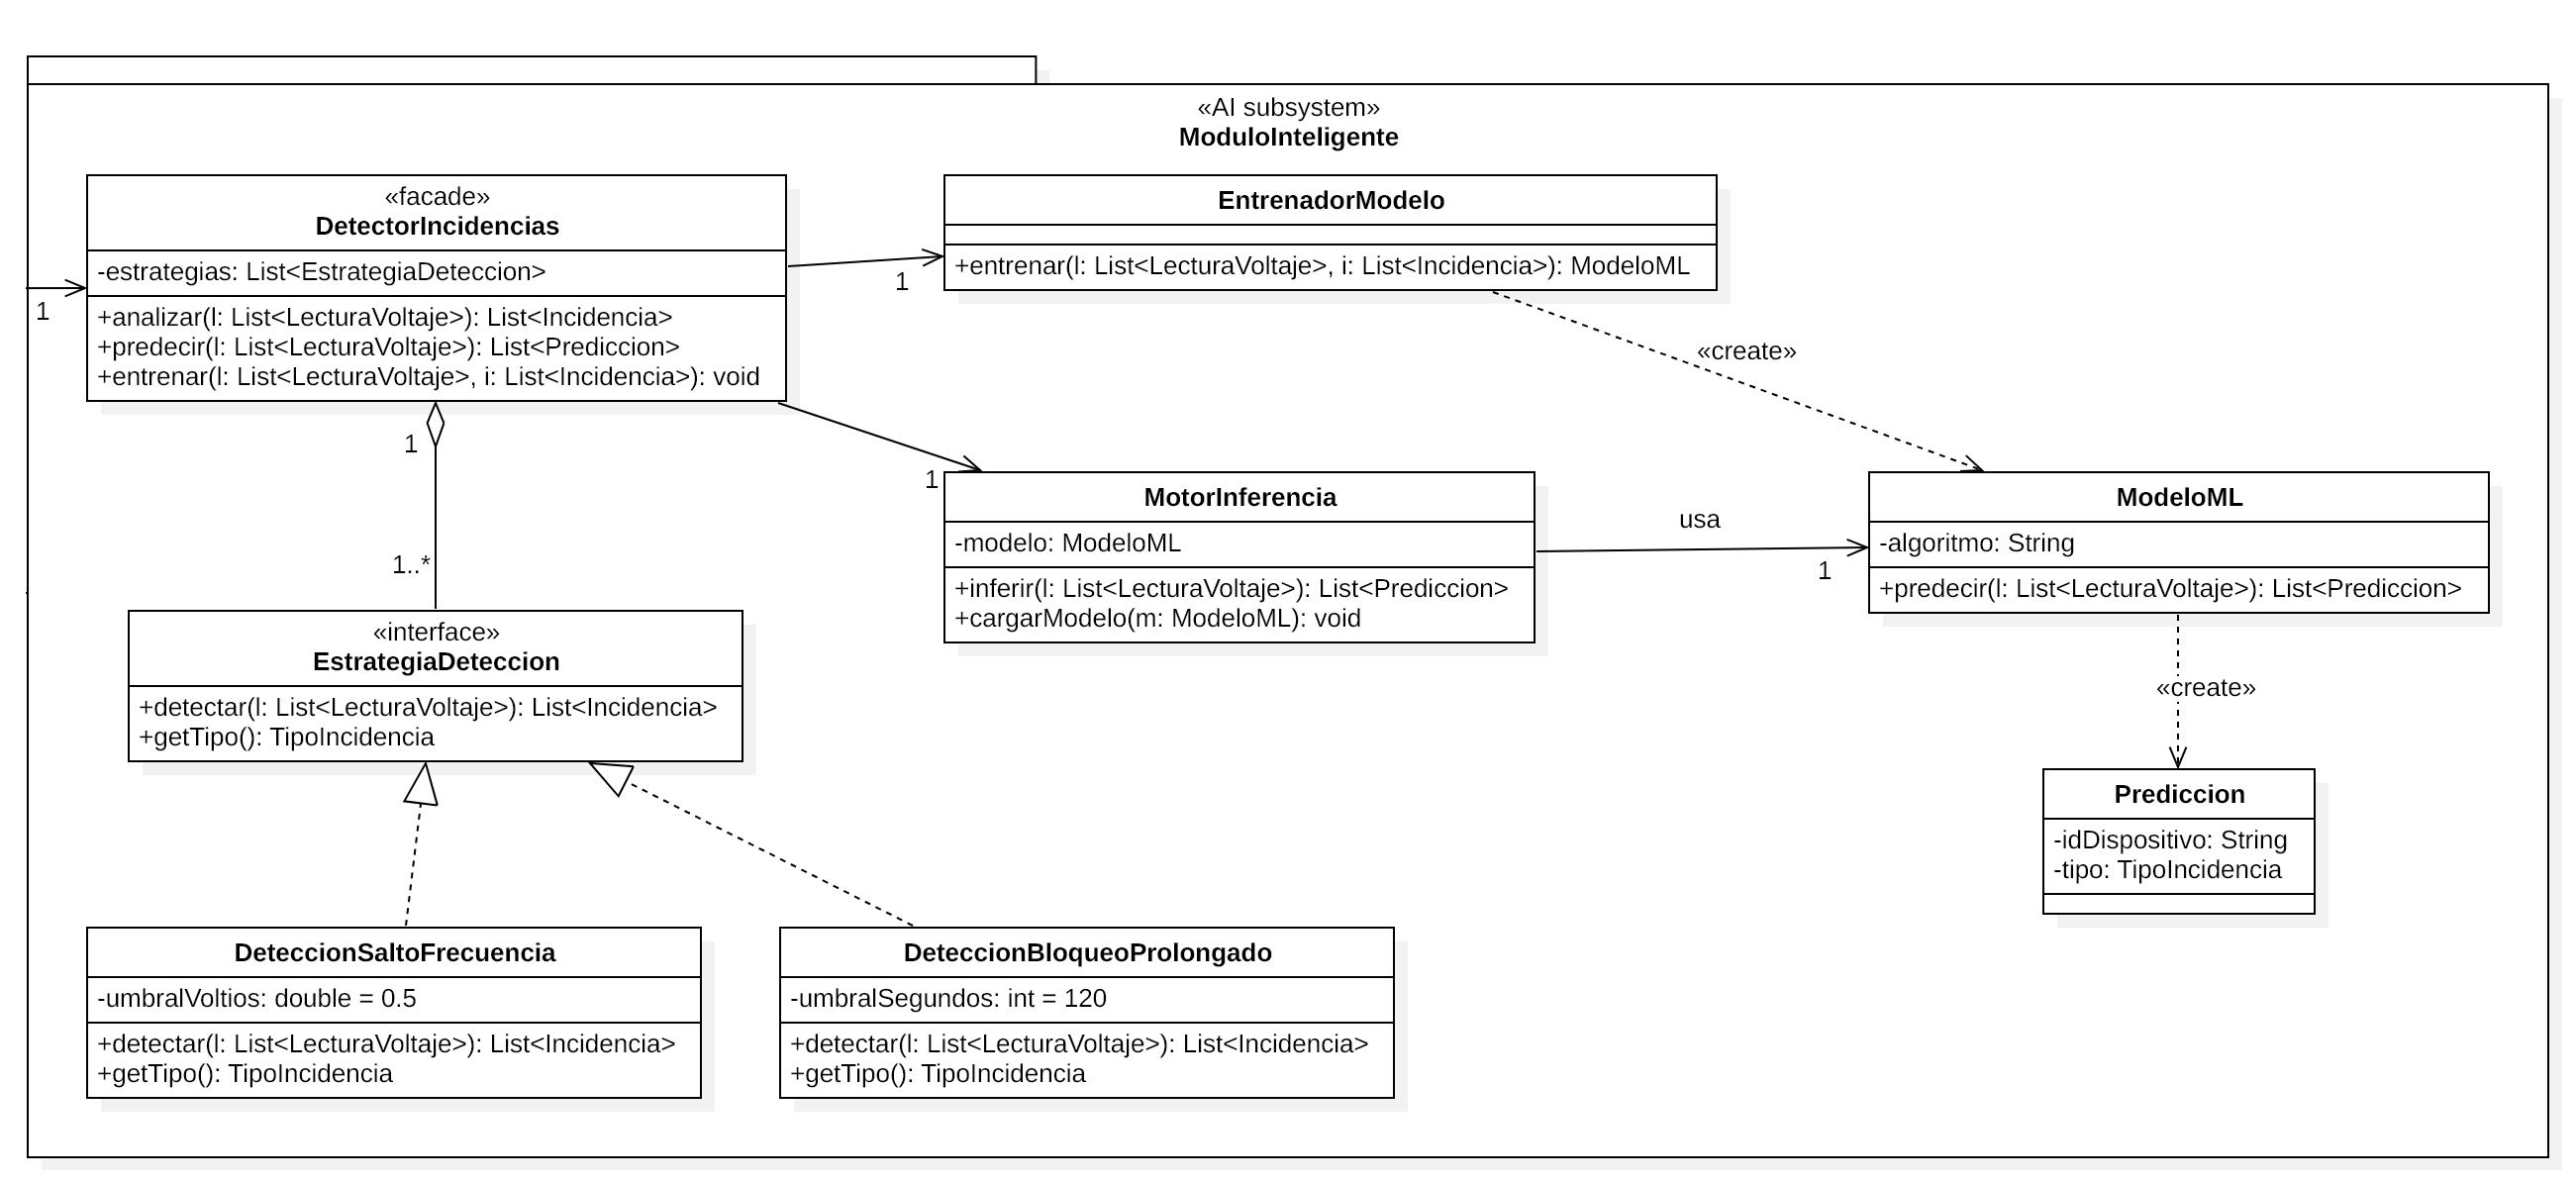 «AI subsystem»
ModuloInteligente
«facade»
DetectorIncidencias
-estrategias: List<EstrategiaDeteccion>
+analizar(l: List<LecturaVoltaje>): List<Incidencia>
+predecir(l: List<LecturaVoltaje>): List<Prediccion>
+entrenar(l: List<LecturaVoltaje>, i: List<Incidencia>): void
1
EntrenadorModelo
+entrenar(l: List<LecturaVoltaje>, i: List<Incidencia>): ModeloML
1
«create»
1
1..*
1
MotorInferencia
-modelo: ModeloML
+inferir(l: List<LecturaVoltaje>): List<Prediccion>
+cargarModelo(m: ModeloML): void
usa
1
ModeloML
-algoritmo: String
+predecir(l: List<LecturaVoltaje>): List<Prediccion>
«interface»
EstrategiaDeteccion
+detectar(l: List<LecturaVoltaje>): List<Incidencia>
+getTipo(): TipoIncidencia
«create»
Prediccion
-idDispositivo: String
-tipo: TipoIncidencia
DeteccionSaltoFrecuencia
-umbralVoltios: double = 0.5
+detectar(l: List<LecturaVoltaje>): List<Incidencia>
+getTipo(): TipoIncidencia
DeteccionBloqueoProlongado
-umbralSegundos: int = 120
+detectar(l: List<LecturaVoltaje>): List<Incidencia>
+getTipo(): TipoIncidencia